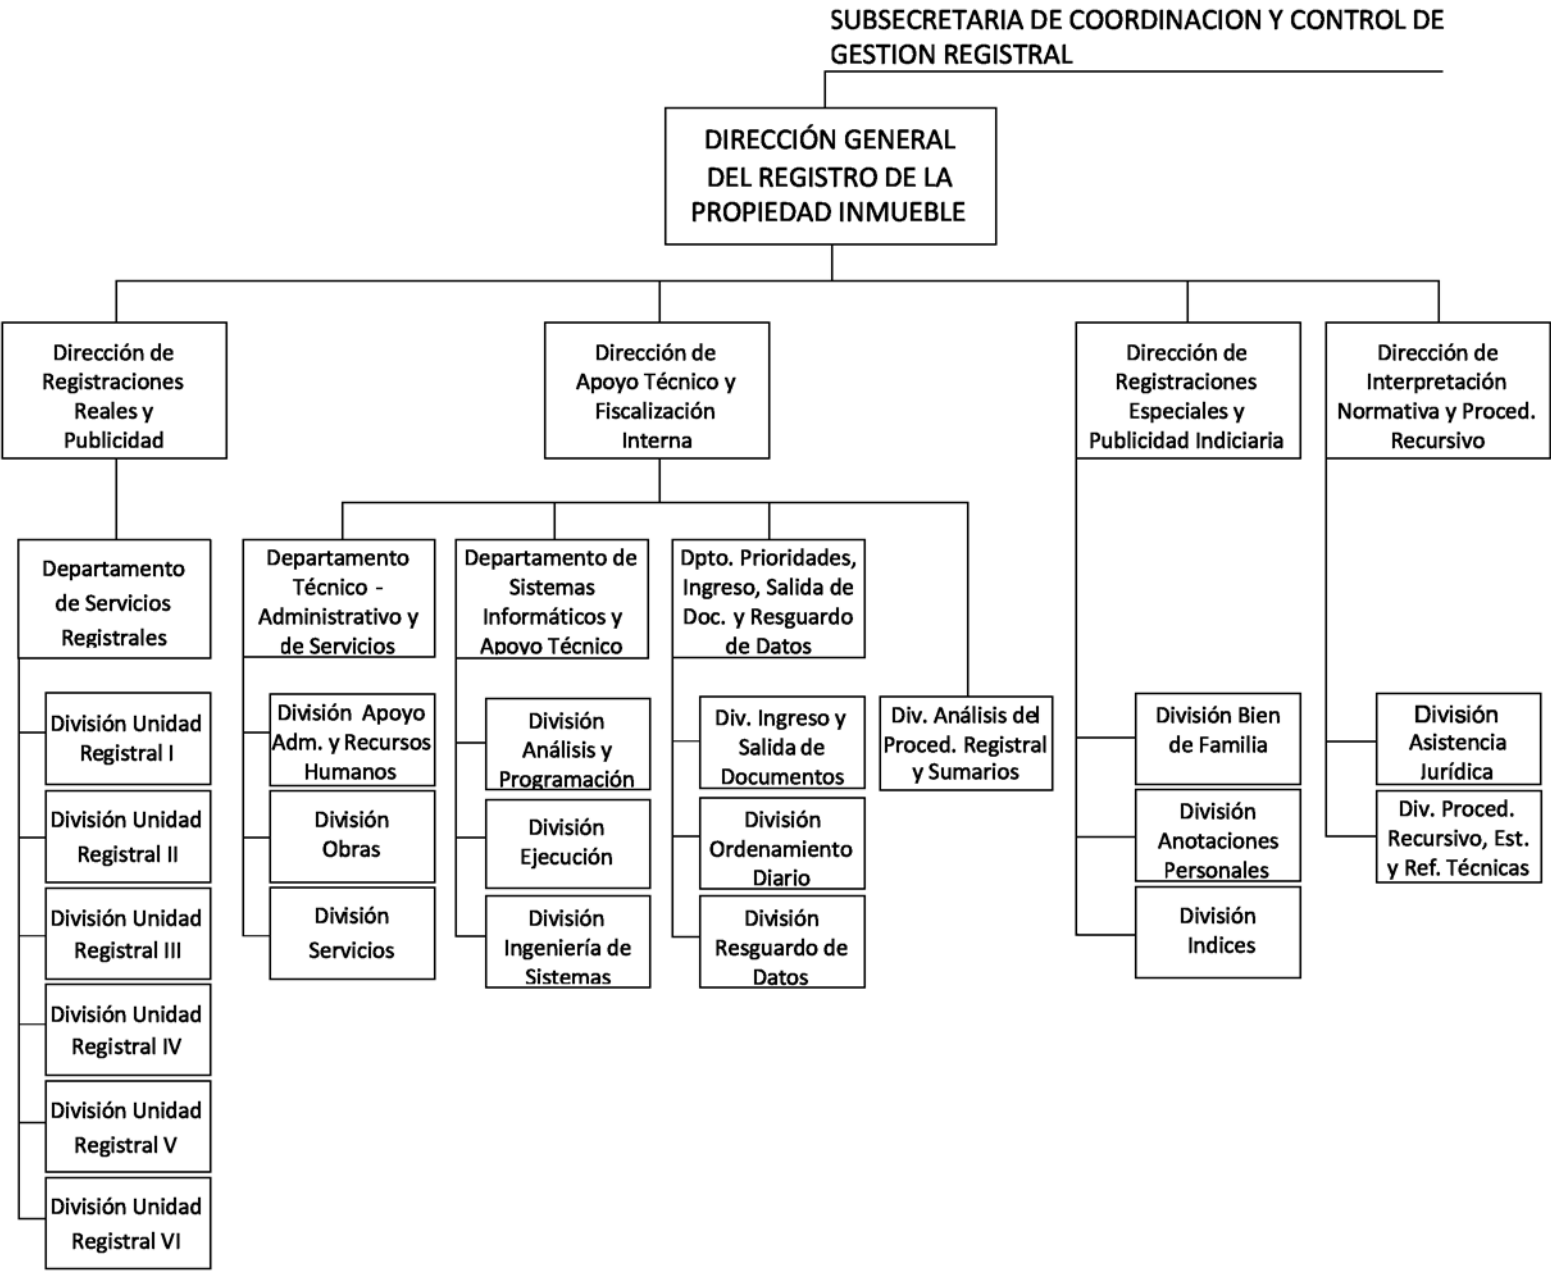 SUBSECRETARIA DE COORDINACION Y CONTROL DE
GESTION REGISTRAL
DIRECCIÓN GENERAL
DEL REGISTRO DE LA
PROPIEDAD INMUEBLE
Dirección de
Registraciones
Reales y
Publicidad
Dirección de
Apoyo Técnico y
Fiscalización
Interna
Dirección de
Registraciones
Especiales y
Publicidad Indiciaria
Dirección de
Interpretación
Normativa y Proced.
Recursivo
Departamento
de Servicios
Registrales
Departamento
Técnico -
Administrativo y
de Servicios
Departamento de
Sistemas
Informáticos y
Apoyo Técnico
Dpto. Prioridades,
Ingreso, Salida de
Doc. y Resguardo
de Datos
División Unidad
Registral I
División Unidad
Registral II
División Unidad
Registral III
División Unidad
Registral IV
División Unidad
Registral V
División Unidad
Registral VI
División Apoyo
Adm. y Recursos
Humanos
División
Obras
División
Servicios
División
Análisis y
Programación
División
Ejecución
División
Ingeniería de
Sistemas
Div. Ingreso y
Salida de
Documentos
División
Ordenamiento
Diario
División
Resguardo de
Datos
Div. Análisis del
Proced. Registral
y Sumarios
División Bien
de Familia
División
Anotaciones
Personales
División
Indices
División
Asistencia
Jurídica
Div. Proced.
Recursivo, Est.
y Ref. Técnicas